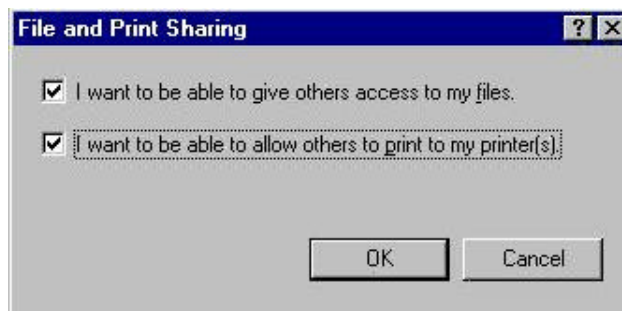 File and Print Sharing
I want to be able to give others access to my files.
I want to be able to allow others to print to my printer(s).
OK Cancel